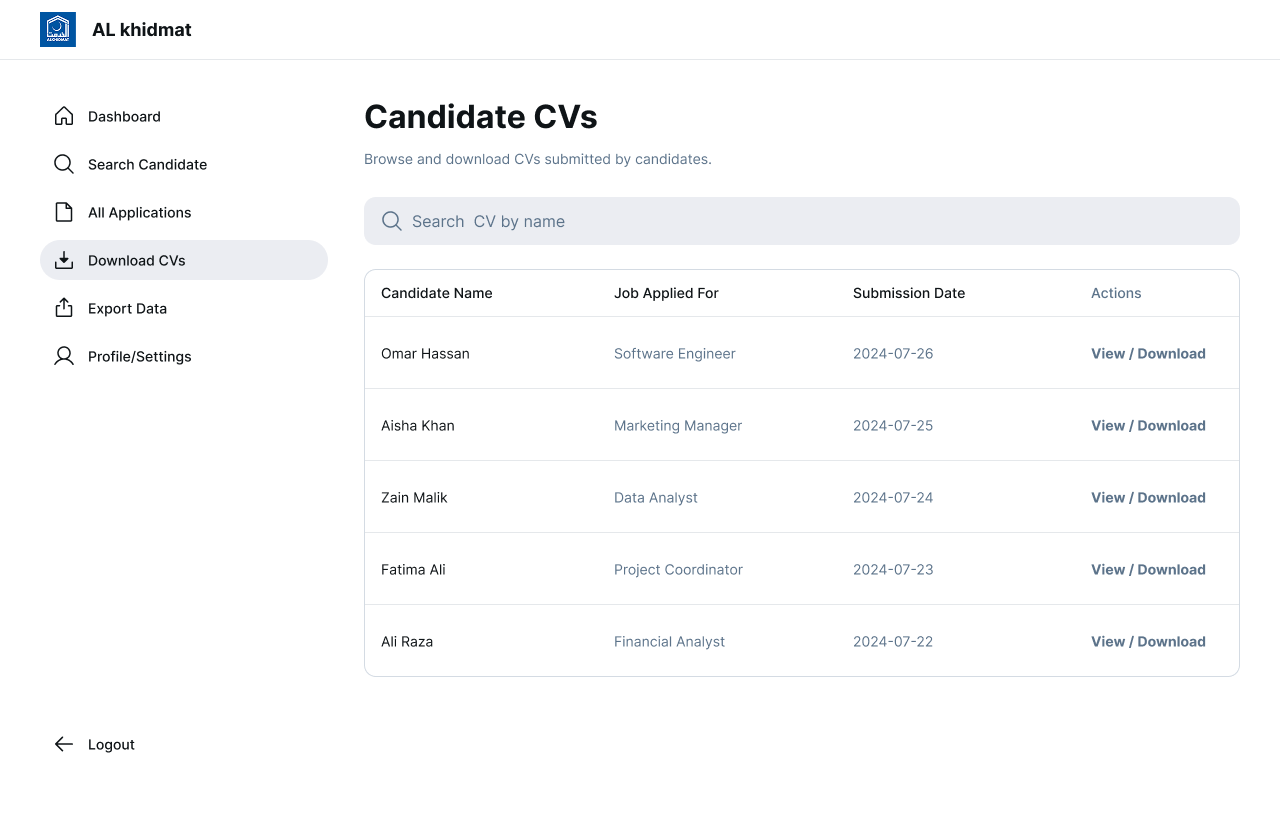 ALKHIDMAT
AL khidmat
Dashboard
Search Candidate
All Applications
Download CVs
Export Data
Profile/Settings
Logout
Candidate CVs
Browse and download CVs submitted by candidates.
Search  CV by name
Candidate Name Job Applied For Submission Date Actions
Omar Hassan Software Engineer 2024-07-26 View / Download
Aisha Khan Marketing Manager 2024-07-25 View / Download
Zain Malik Data Analyst 2024-07-24 View / Download
Fatima Ali Project Coordinator 2024-07-23 View / Download
Ali Raza Financial Analyst 2024-07-22 View / Download